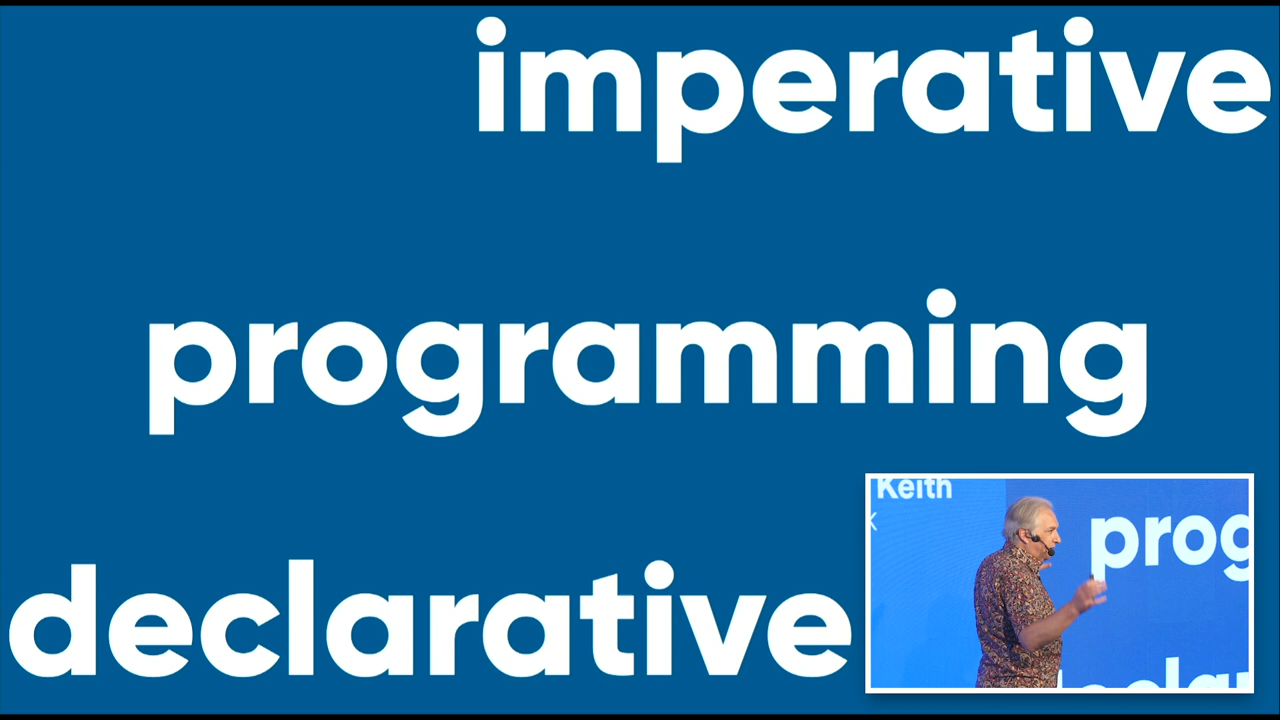 imperative
programming
declarative
Keith
prog